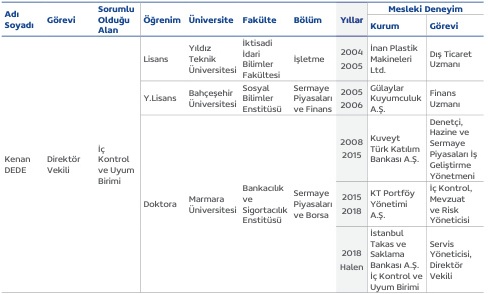 Adı Soyadı Görevi Sorumlu Olduğu Alan Öğrenim Üniversite Fakülte Bölüm Yıllar Mesleki Deneyim
Kurum Görevi
Kenan DEDE Direktör Vekili İç Kontrol ve Uyum Birimi
Lisans Yıldız Teknik Üniversitesi İktisadi İdari Bilimler Fakültesi İşletme 2004 2005 İnan Plastik Makineleri Ltd. Dış Ticaret Uzmanı
Y.Lisans Bahçeşehir Üniversitesi Sosyal Bilimler Enstitüsü Sermaye Piyasaları ve Finans 2005 2006 Gülaylar Kuyumculuk A.Ş. Finans Uzmanı
Doktora Marmara Üniversitesi Bankacılık ve Sigortacılık Enstitüsü Sermaye Piyasaları ve Borsa
2008 2015 Kuveyt Türk Katılım Bankası A.Ş. Denetçi, Hazine ve Sermaye Piyasaları İş Geliştirme Yönetmeni
2015 2018 KT Portföy Yönetimi A.Ş. İç Kontrol, Mevzuat ve Risk Yöneticisi
2018 Halen İstanbul Takas ve Saklama Bankası A.Ş. İç Kontrol ve Uyum Birimi Servis Yöneticisi, Direktör Vekili